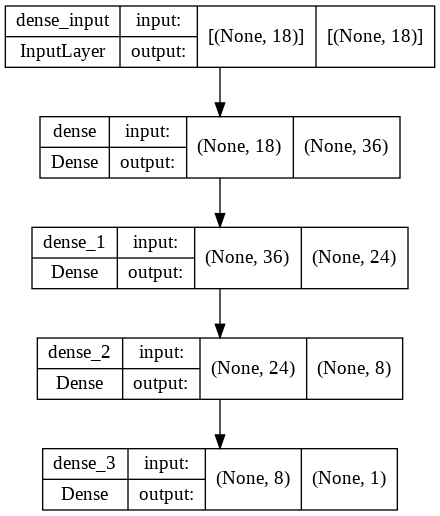 dense_input input: [(None, 18)] [(None, 18)]
InputLayer output:
dense input: (None, 18) (None, 36)
Dense output:
dense_1 input: (None, 36) (None, 24)
Dense output:
dense_2 input: (None, 24) (None, 8)
Dense output:
dense_3 input: (None, 8) (None, 1)
Dense output: